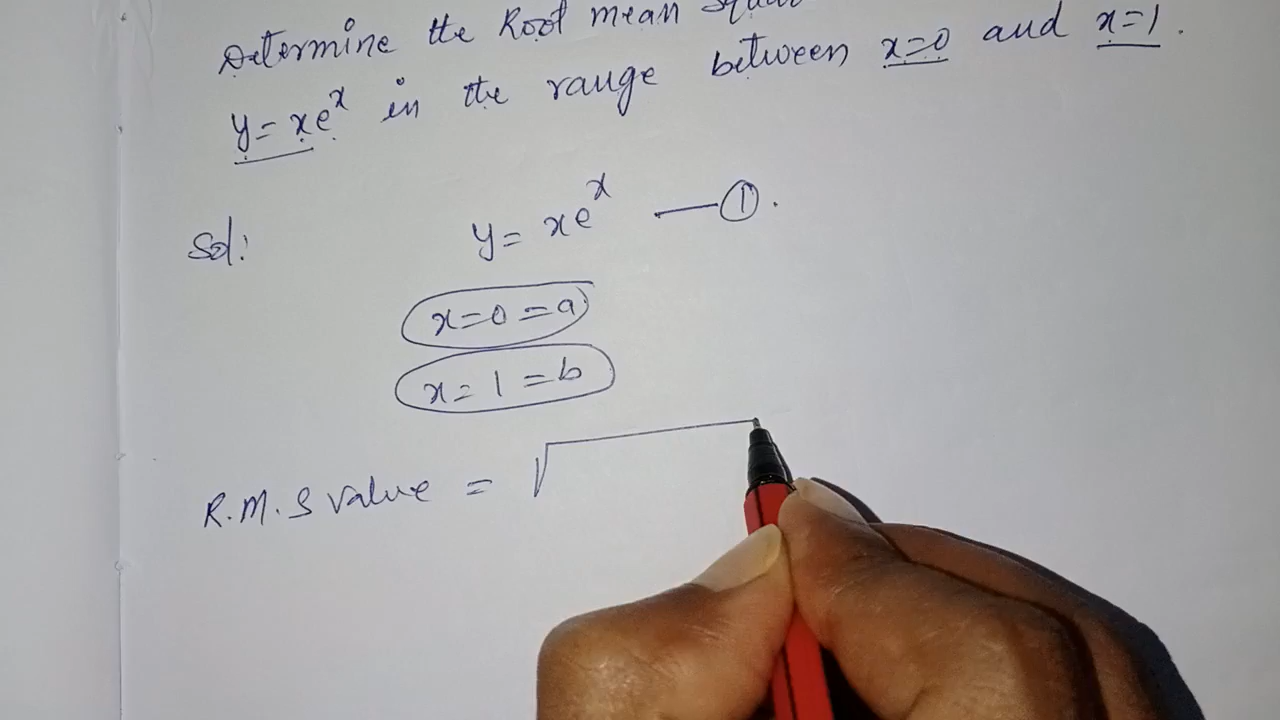 Determine the Root mean
y = xe^x in the range between x=0 and x=1.
Sol: y = xe^x —①.
x=0=a
x=1=b
R.M.S value = √